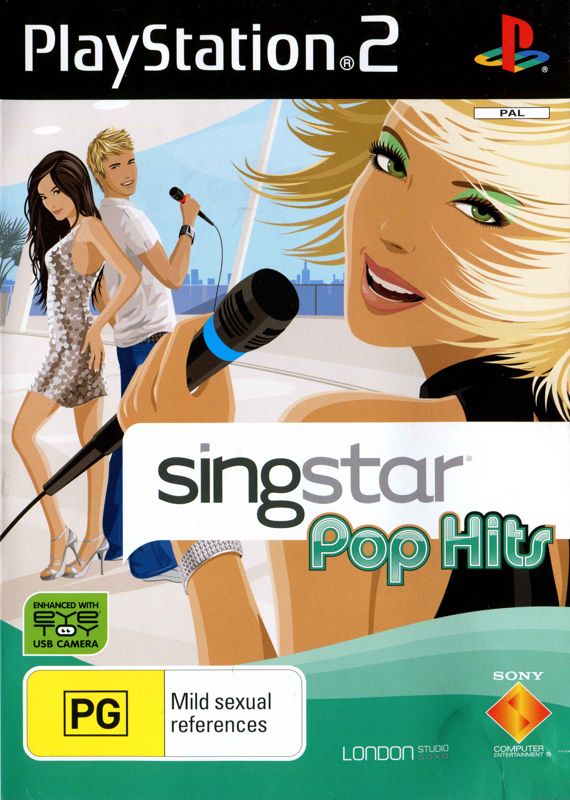 PlayStation®2
PAL
singstar®
Pop Hits
ENHANCED WITH
EYE
TOY
USB CAMERA
PG
Mild sexual
references
LONDON STUDIO
SONY
COMPUTER
ENTERTAINMENT®